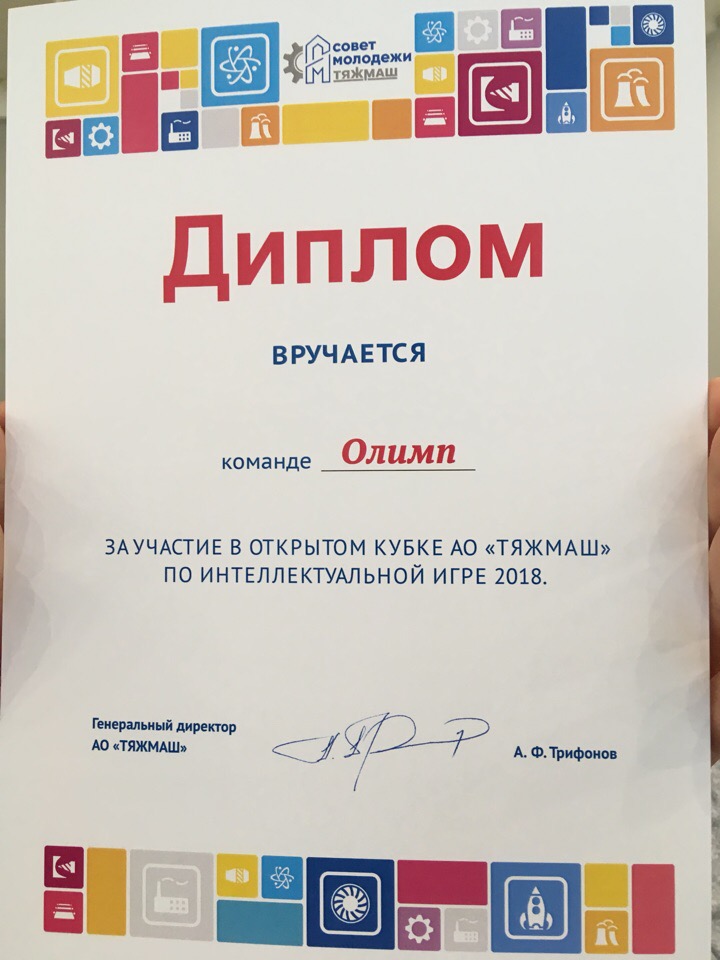 совет
молодежи
ТЯЖМАШ
Диплом
ВРУЧАЕТСЯ
команде Олимп
ЗА УЧАСТИЕ В ОТКРЫТОМ КУБКЕ АО «ТЯЖМАШ»
ПО ИНТЕЛЛЕКТУАЛЬНОЙ ИГРЕ 2018.
Генеральный директор
АО «ТЯЖМАШ»
А. Ф. Трифонов